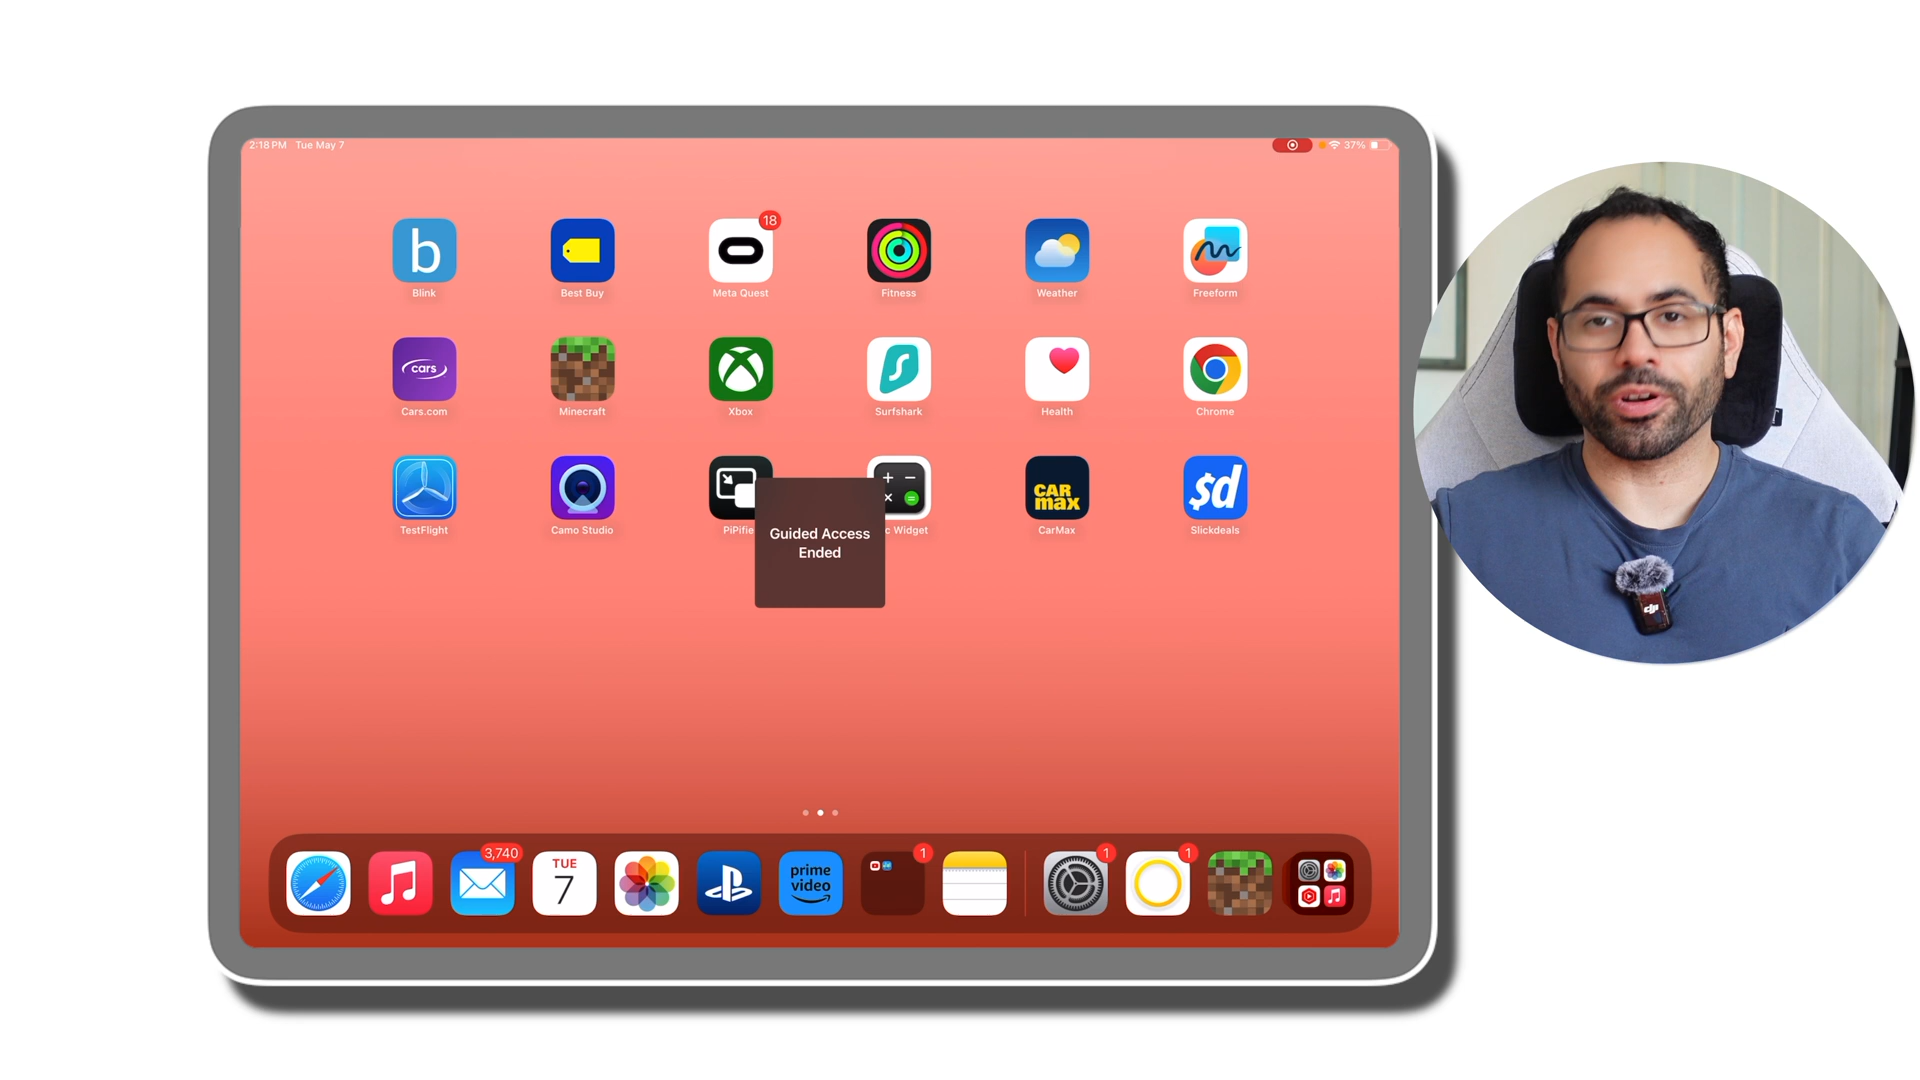 2:18 PM Tue May 7
37%
18
b
Blink
Best Buy
Meta Quest
Fitness
Weather
Freeform
cars
Cars.com
Minecraft
Xbox
Surfshark
Health
Chrome
CAR
max
$d
TestFlight
Camo Studio
PiPifie
c Widget
CarMax
Slickdeals
Guided Access
Ended
3,740
TUE
7
prime
video
1
1
1
dji